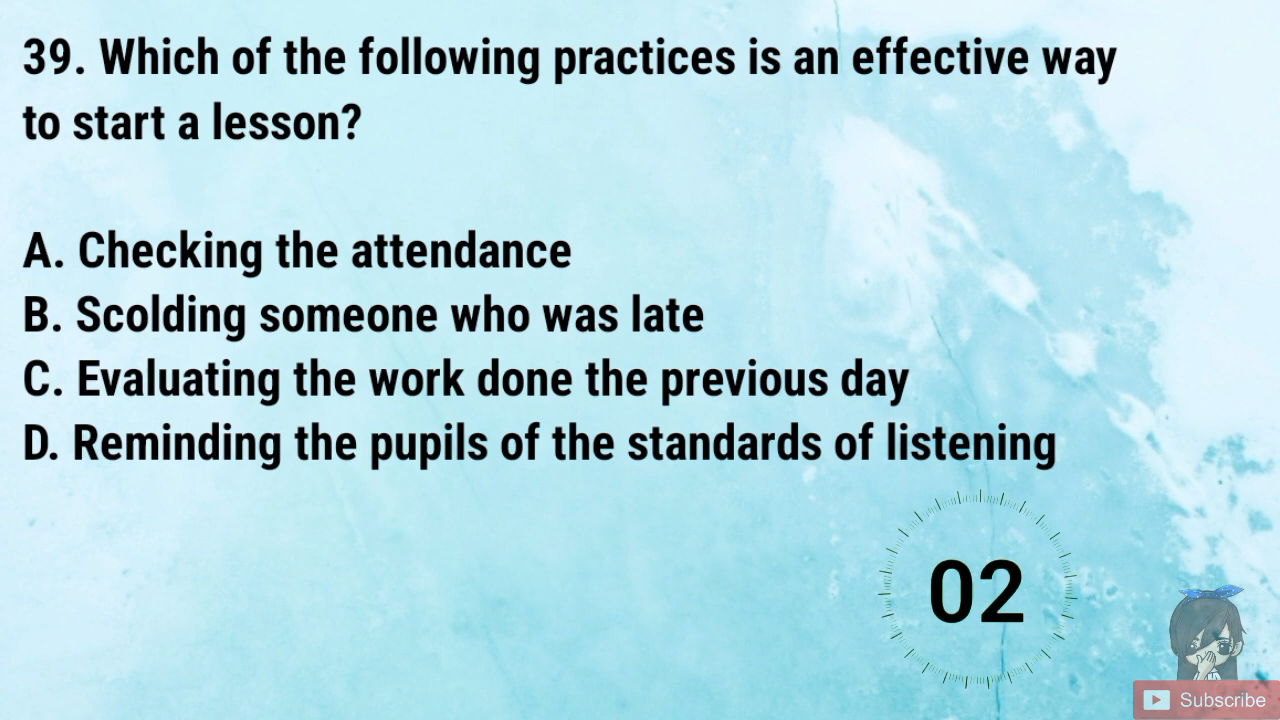 39. Which of the following practices is an effective way
to start a lesson?
A. Checking the attendance
B. Scolding someone who was late
C. Evaluating the work done the previous day
D. Reminding the pupils of the standards of listening
02
Subscribe